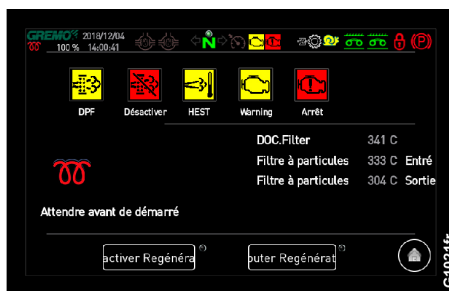 GREMO 2018/12/04
100 % 14:00:41
N
P
DPF Désactiver HEST Warning Arrêt
DOC.Filter 341 C
Filtre à particules 333 C Entré
Filtre à particules 304 C Sortie
Attendre avant de démarré
activer Regénéra
outer Regénérat
G1021fr